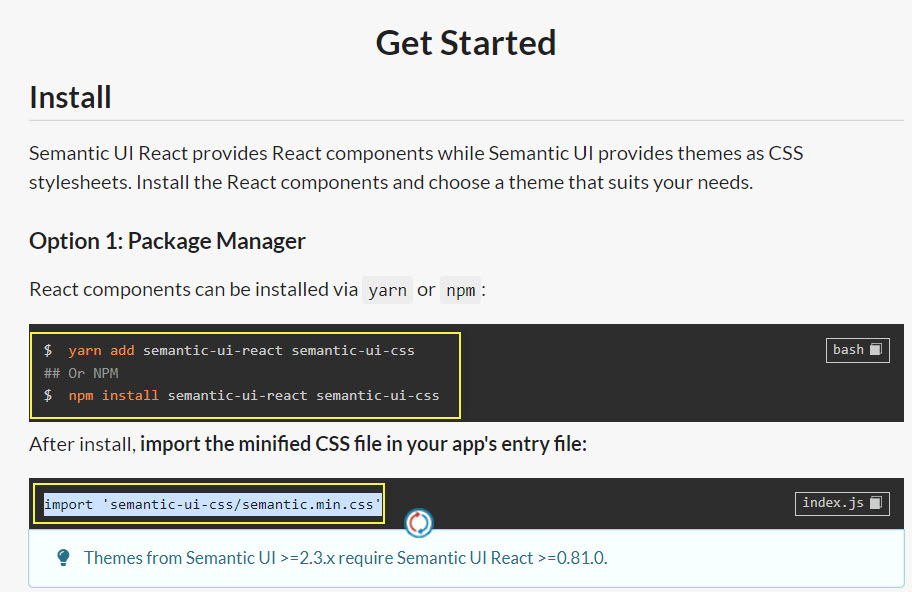 Get Started
Install
Semantic UI React provides React components while Semantic UI provides themes as CSS
stylesheets. Install the React components and choose a theme that suits your needs.
Option 1: Package Manager
React components can be installed via yarn or npm:
$ yarn add semantic-ui-react semantic-ui-css
bash
## Or NPM
$ npm install semantic-ui-react semantic-ui-css
After install, import the minified CSS file in your app's entry file:
import 'semantic-ui-css/semantic.min.css'
index.js
Themes from Semantic UI >=2.3.x require Semantic UI React >=0.81.0.